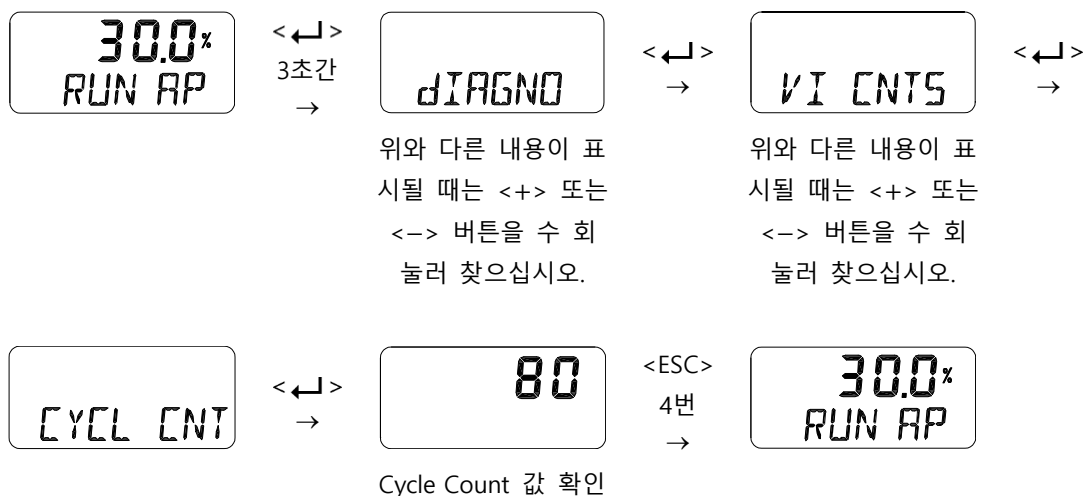 30.0%
RUN AP
<↵>
3초간
→
dIAGNO
위와 다른 내용이 표
시될 때는 <+> 또는
<−> 버튼을 수 회
눌러 찾으십시오.
<↵>
→
VI CNTS
위와 다른 내용이 표
시될 때는 <+> 또는
<−> 버튼을 수 회
눌러 찾으십시오.
<↵>
→
CYCL CNT
<↵>
→
80
Cycle Count 값 확인
<ESC>
4번
→
30.0%
RUN AP